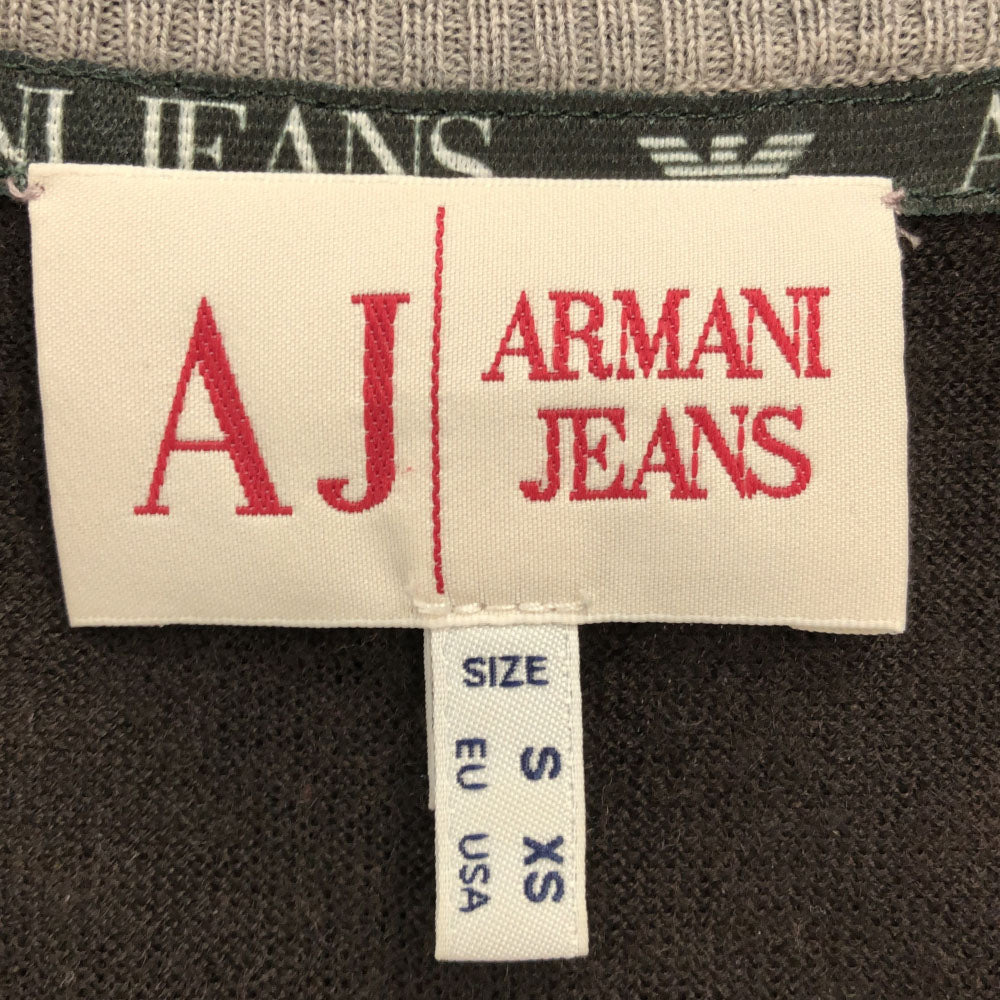 NI JEANS A
AJ
ARMANI
JEANS
SIZE
EU S
USA XS